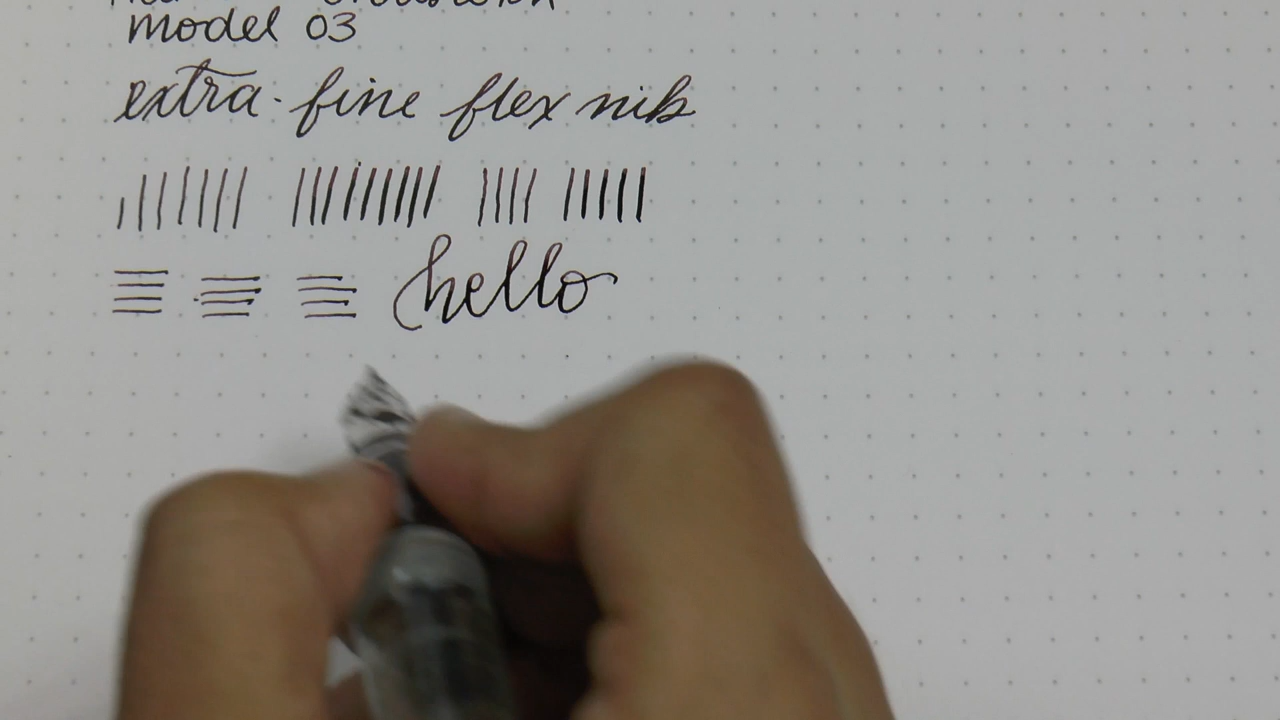 model 03
extra-fine flex nib
hello